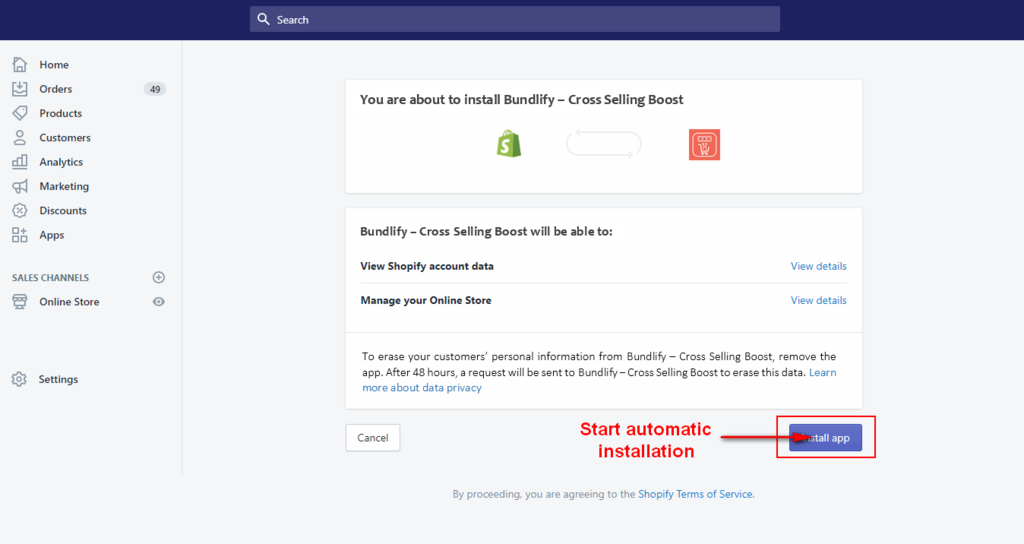 Search
Home
Orders 49
Products
Customers
Analytics
Marketing
Discounts
Apps
SALES CHANNELS
Online Store
Settings
You are about to install Bundlify – Cross Selling Boost
Bundlify – Cross Selling Boost will be able to:
View Shopify account data View details
Manage your Online Store View details
To erase your customers’ personal information from Bundlify – Cross Selling Boost, remove the
app. After 48 hours, a request will be sent to Bundlify – Cross Selling Boost to erase this data. Learn
more about data privacy
Cancel
Start automatic
installation
app
By proceeding, you are agreeing to the Shopify Terms of Service.